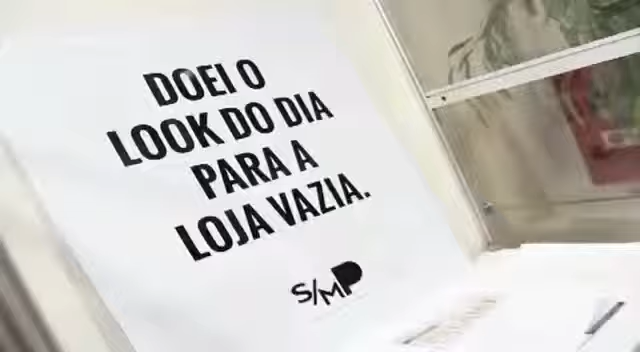 DOEI O
LOOK DO DIA
PARA A
LOJA VAZIA.
S/MP